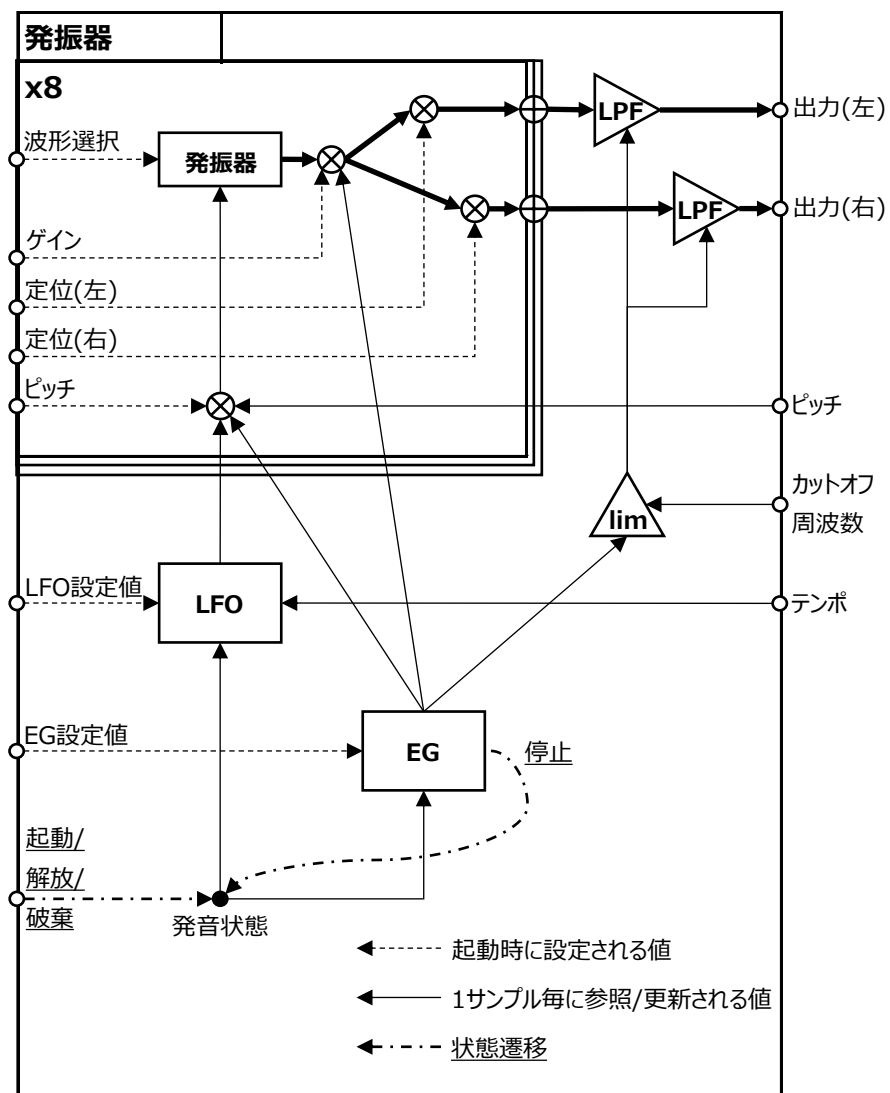 発振器
x8
波形選択
発振器
LPF
出力(左)
LPF
出力(右)
ゲイン
定位(左)
定位(右)
ピッチ
ピッチ
lim
カットオフ
周波数
LFO設定値
LFO
テンポ
EG設定値
EG
停止
起動/
解放/
破棄
発音状態
起動時に設定される値
1サンプル毎に参照/更新される値
状態遷移